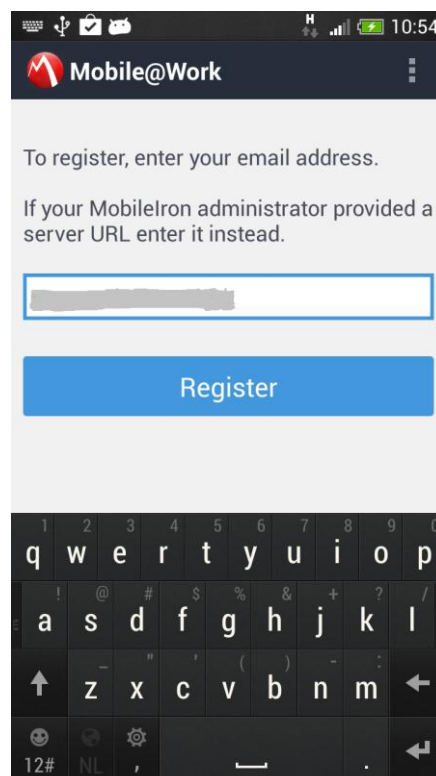 H
10:54
Mobile@Work
To register, enter your email address.
If your MobileIron administrator provided a
server URL enter it instead.
Register
1 2 3 4 5 6 7 8 9 0
q w e r t y u i o p
! @ # $ % & + ? /
a s d f g h j k l
_ " ' ( ) - :
z x c v b n m
12# NL , .